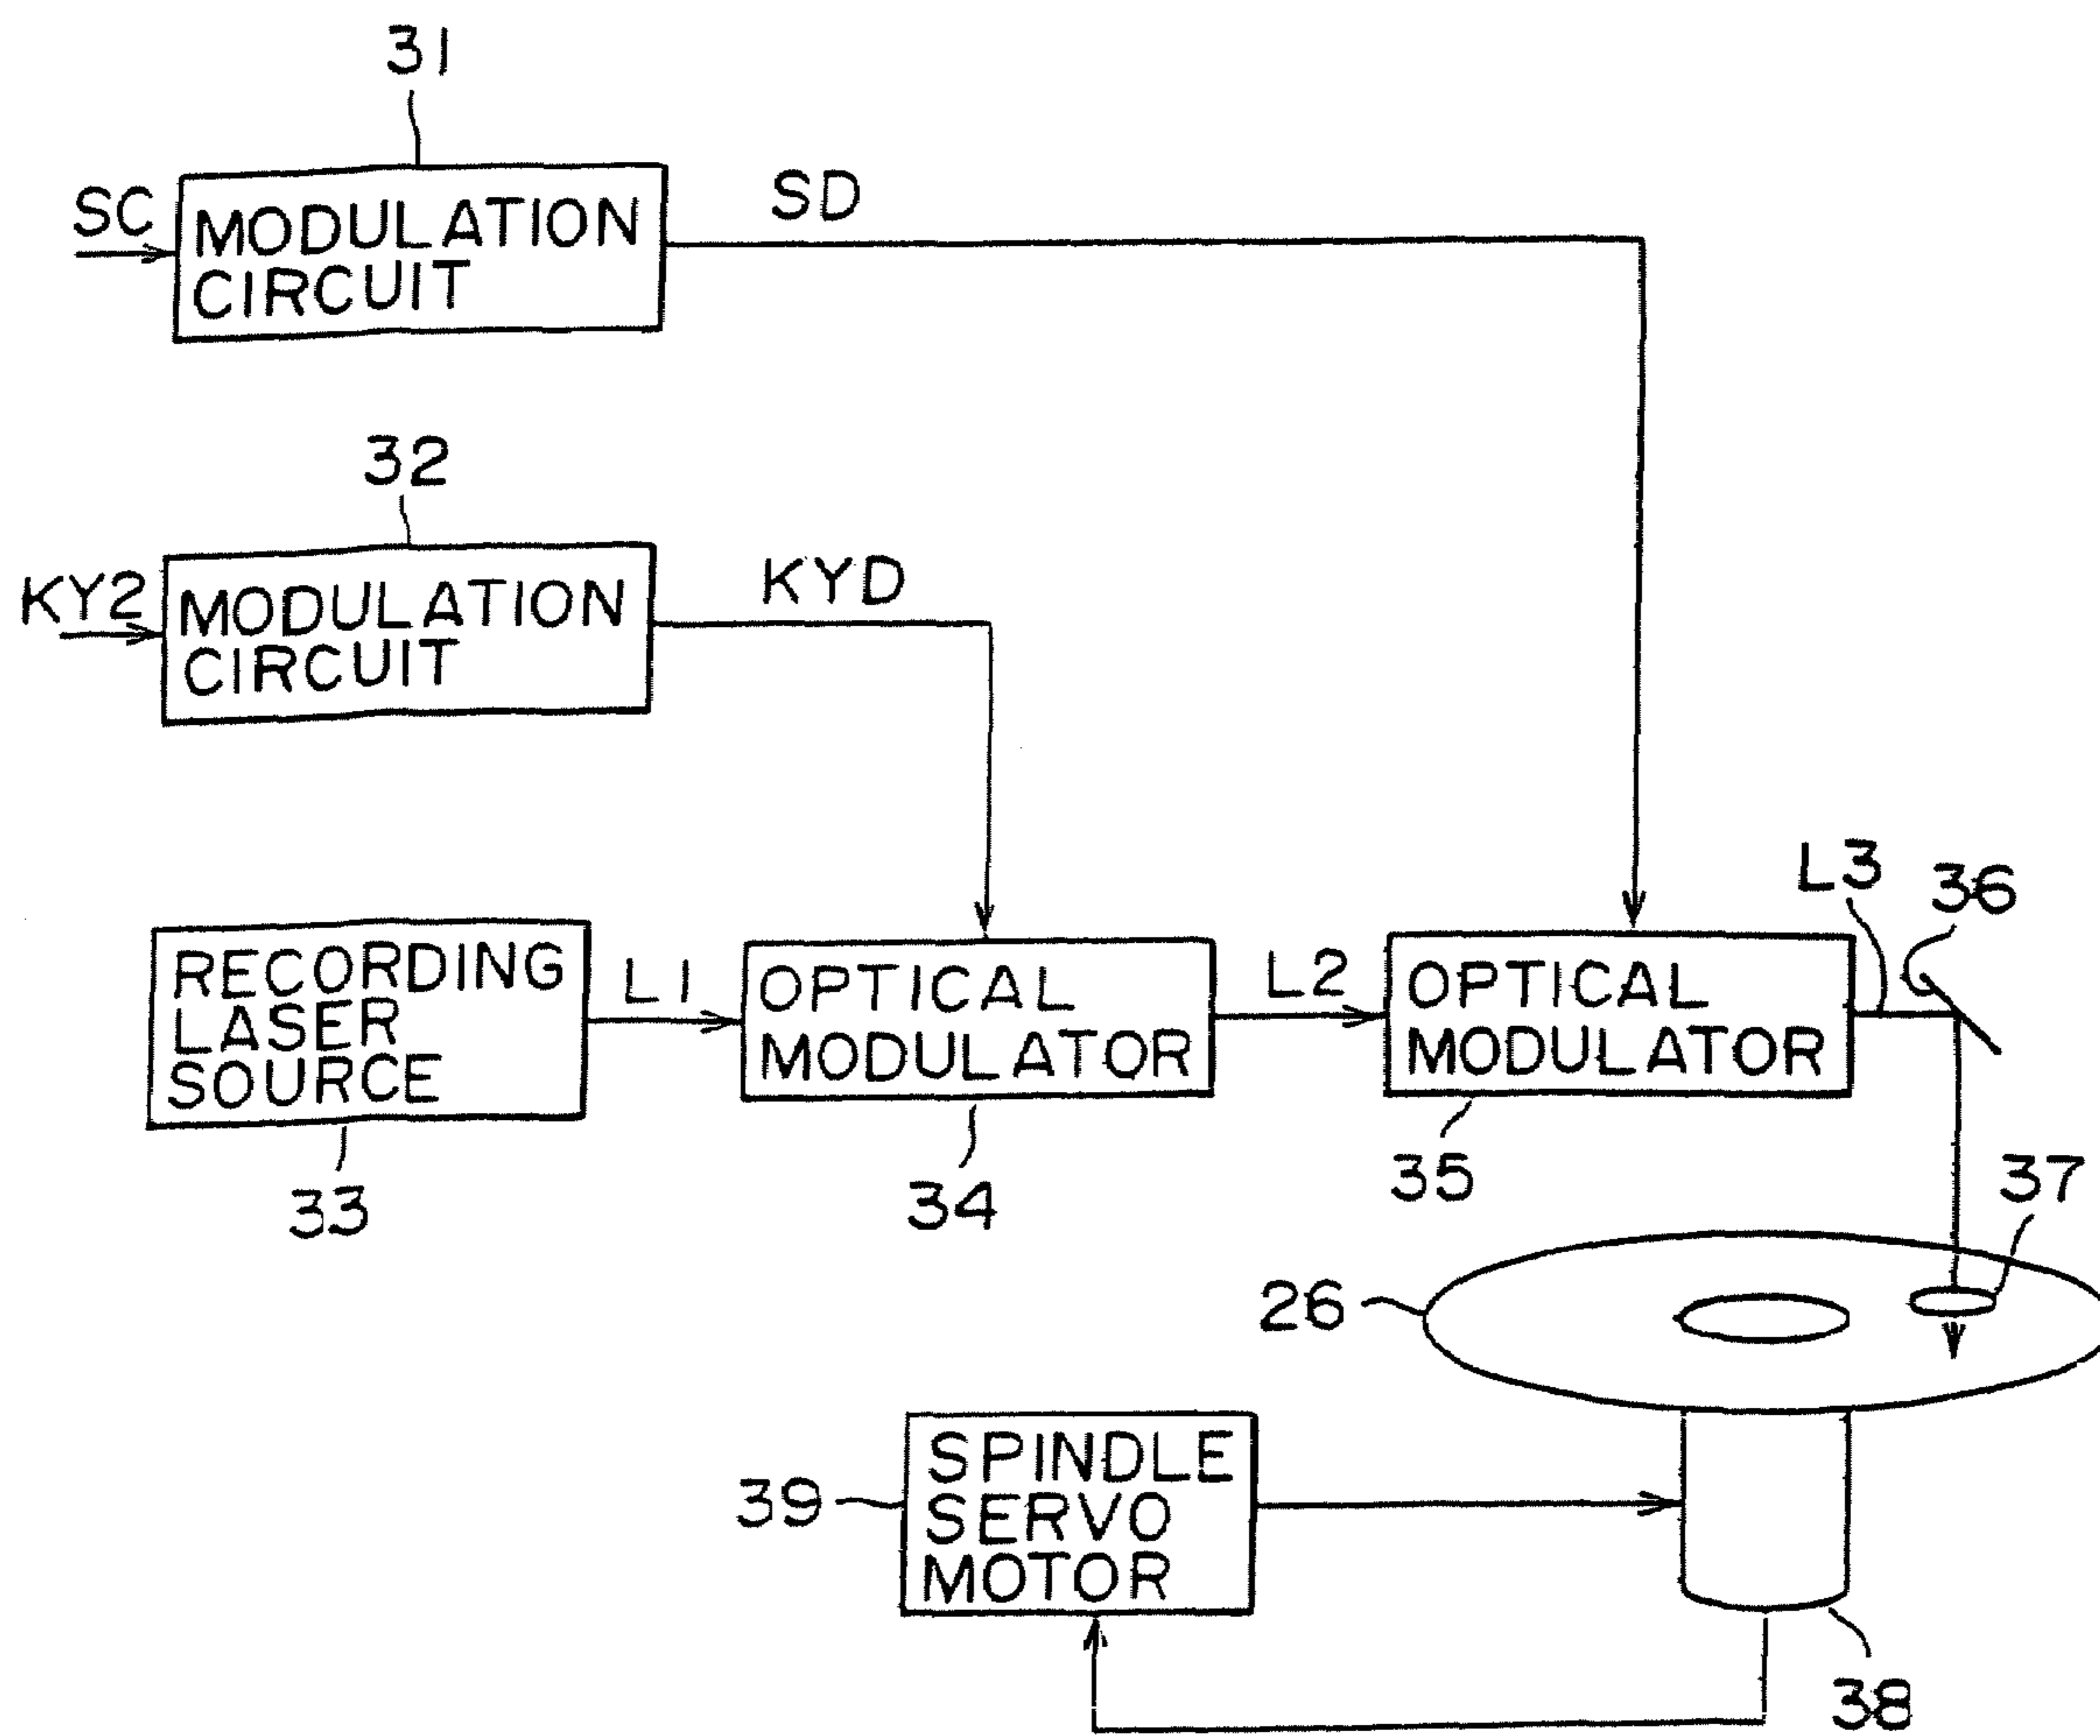 31
SC
MODULATION
CIRCUIT
SD
32
KY2
MODULATION
CIRCUIT
KYD
RECORDING
LASER
SOURCE
33
L1
OPTICAL
MODULATOR
34
L2
OPTICAL
MODULATOR
35
L3
36
37
26
39
SPINDLE
SERVO
MOTOR
38